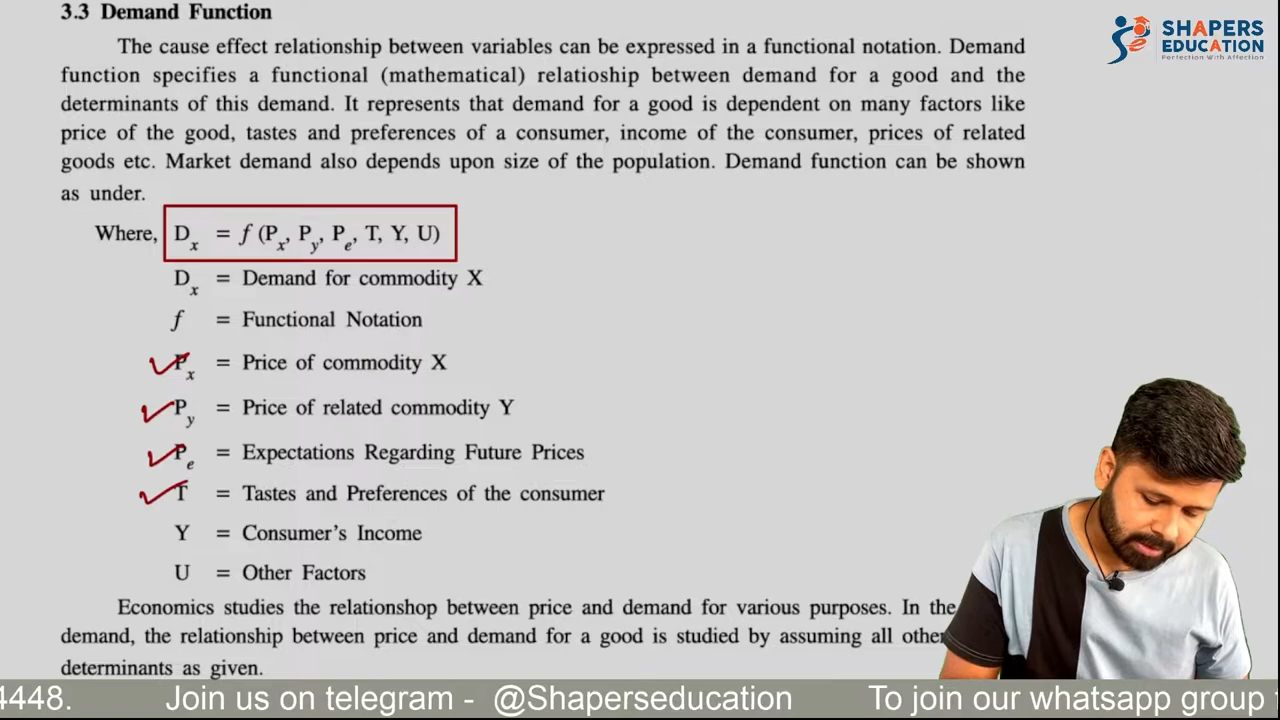 3.3 Demand Function
SHAPERS
EDUCATION
Perfection With Affection
The cause effect relationship between variables can be expressed in a functional notation. Demand
function specifies a functional (mathematical) relatioship between demand for a good and the
determinants of this demand. It represents that demand for a good is dependent on many factors like
price of the good, tastes and preferences of a consumer, income of the consumer, prices of related
goods etc. Market demand also depends upon size of the population. Demand function can be shown
as under.
Where, Dx = f (Px, Py, Pe, T, Y, U)
Dx = Demand for commodity X
f = Functional Notation
Px = Price of commodity X
Py = Price of related commodity Y
Pe = Expectations Regarding Future Prices
T = Tastes and Preferences of the consumer
Y = Consumer's Income
U = Other Factors
Economics studies the relationshop between price and demand for various purposes. In the
demand, the relationship between price and demand for a good is studied by assuming all other
determinants as given.
4448. Join us on telegram - @Shaperseducation To join our whatsapp group